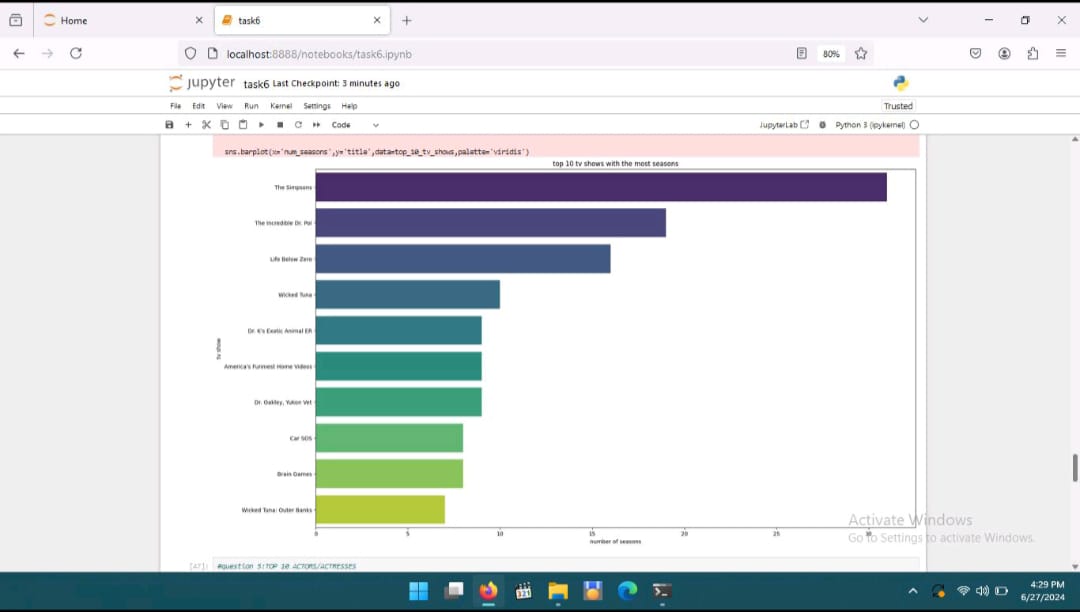 Home
task6
localhost:8888/notebooks/task6.ipynb
80%
jupyter task6 Last Checkpoint: 3 minutes ago
File Edit View Run Kernel Settings Help
Trusted
Code
JupyterLab
Python 3 (ipykernel)
sns.barplot(x='num_seasons',y='title',data=top_10_tv_shows,palette='viridis')
top 10 tv shows with the most seasons
The Simpsons
The Incredible Dr. Pol
Life Below Zero
Wicked Tuna
Dr. K's Exotic Animal ER
tv show
America's Funniest Home Videos
Dr. Oakley, Yukon Vet
Car SOS
Brain Games
Wicked Tuna: Outer Banks
0 5 10 15 20 25 30
number of seasons
Activate Windows
Go to Settings to activate Windows.
[47]: #question 5:TOP 10 ACTORS/ACTRESSES
321
4:29 PM
6/27/2024